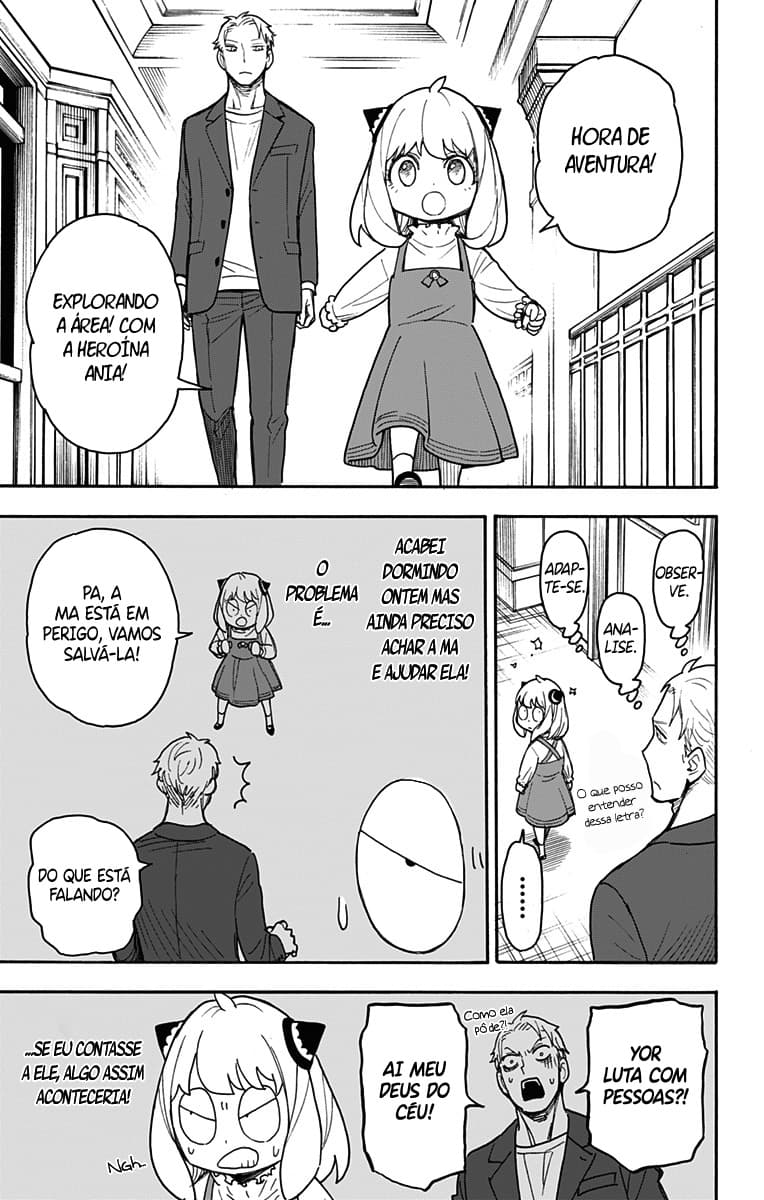 HORA DE
AVENTURA!
EXPLORANDO
A ÁREA! COM
A HEROÍNA
ANIA!
OBSER-
VE.
ANA-
LISE.
ADAP-
TE-SE.
O que posso
entender
dessa letra?
......
ACABEI
DORMINDO
ONTEM MAS
AINDA PRECISO
ACHAR A MA
E AJUDAR ELA!
O
PROBLEMA
É...
PA, A
MA ESTÁ EM
PERIGO, VAMOS
SALVÁ-LA!
DO QUE ESTÁ
FALANDO?
YOR
LUTA COM
PESSOAS?!
Como ela
pôde?!
AI MEU
DEUS DO
CÉU!
...SE EU CONTASSE
A ELE, ALGO ASSIM
ACONTECERIA!
NGH...